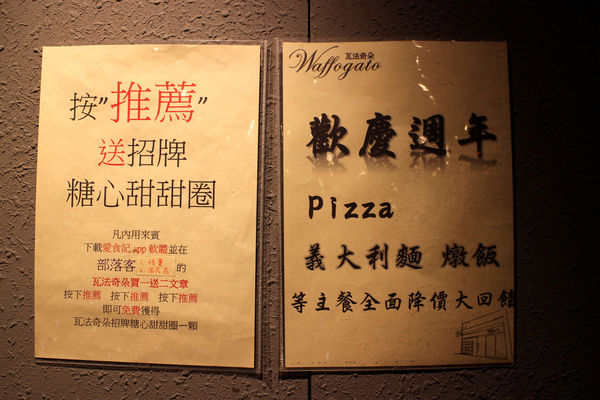 按"推薦"
送招牌
糖心甜甜圈
凡內用來賓
下載愛食記app軟體並在
部落客 的
瓦法奇朵買一送二文章
按下推薦 按下推薦 按下推薦
即可免費獲得
瓦法奇朵招牌糖心甜甜圈一顆
瓦法奇朵
Waffogato
歡慶週年
Pizza
義大利麵 燉飯
等主餐全面降價大回饋